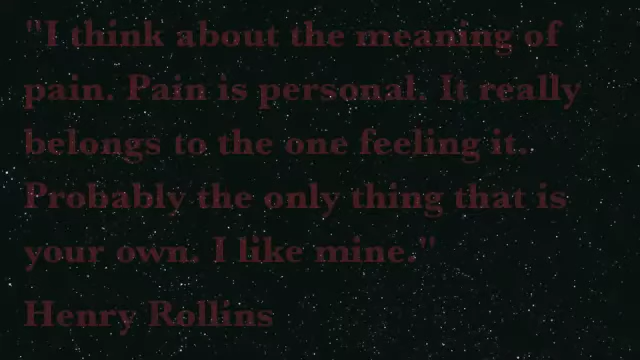 "I think about the meaning of
pain. Pain is personal. It really
belongs to the one feeling it.
Probably the only thing that is
your own. I like mine."
Henry Rollins